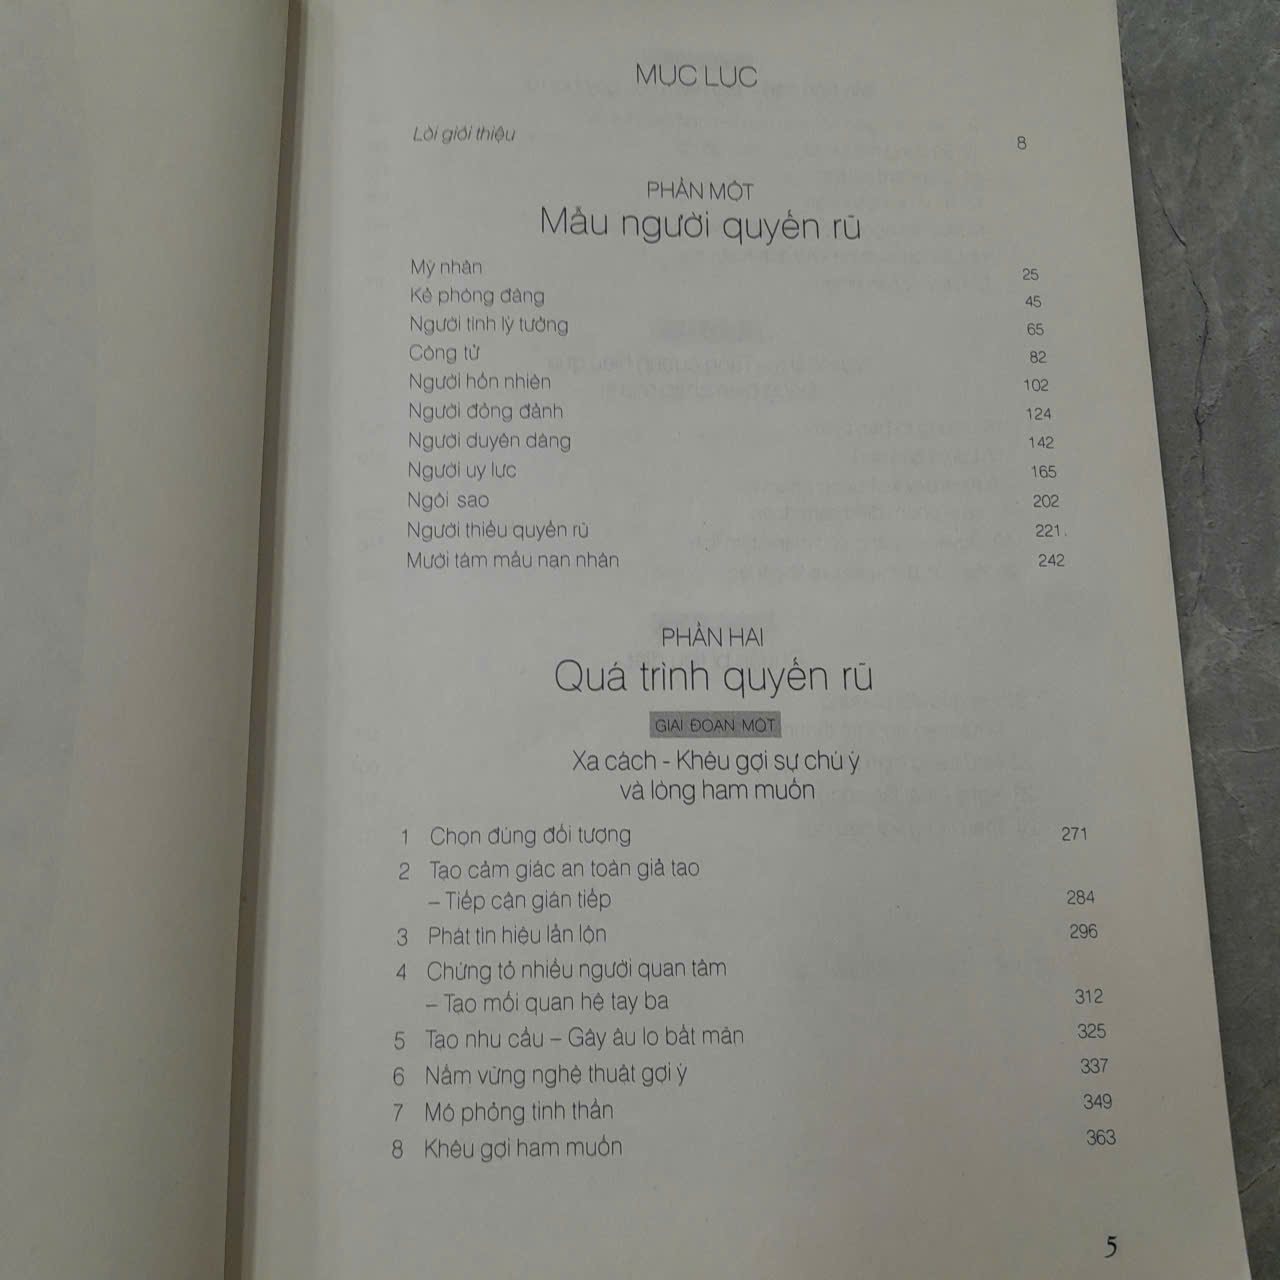 MỤC LỤC
Lời giới thiệu 8
PHẦN MỘT
Mẫu người quyến rũ
Mỹ nhân 25
Kẻ phóng đãng 45
Người tình lý tưởng 65
Công tử 82
Người hồn nhiên 102
Người đỏng đảnh 124
Người duyên dáng 142
Người uy lực 165
Ngôi sao 202
Người thiếu quyến rũ 221
Mười tám mẫu nạn nhân 242
PHẦN HAI
Quá trình quyến rũ
GIAI ĐOẠN MỘT
Xa cách - Khêu gợi sự chú ý
và lòng ham muốn
1 Chọn đúng đối tượng 271
2 Tạo cảm giác an toàn giả tạo
– Tiếp cận gián tiếp 284
3 Phát tín hiệu lẫn lộn 296
4 Chứng tỏ nhiều người quan tâm
– Tạo mối quan hệ tay ba 312
5 Tạo nhu cầu – Gây âu lo bất mãn 325
6 Nắm vững nghệ thuật gợi ý 337
7 Mô phỏng tinh thần 349
8 Khêu gợi ham muốn 363
5